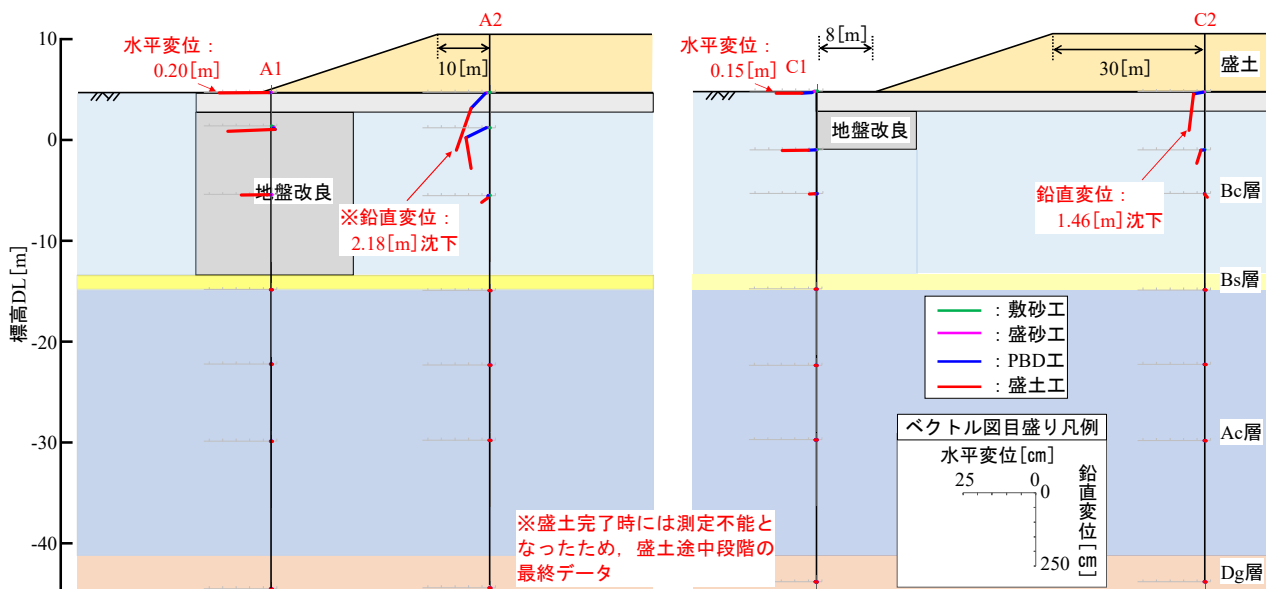 A2
C2
水平変位：
0.20[m]
A1
10[m]
水平変位：
0.15[m]
C1
8[m]
30[m]
盛土
10
0
-10
-20
-30
-40
標高DL[m]
地盤改良
※鉛直変位：
2.18[m]沈下
地盤改良
鉛直変位：
1.46[m]沈下
Bc層
Bs層
Ac層
Dg層
：敷砂工
：盛砂工
：PBD工
：盛土工
ベクトル図目盛り凡例
水平変位[㎝]
25
0
0
鉛直変位[㎝]
250
※盛土完了時には測定不能と
なったため，盛土途中段階の
最終データ